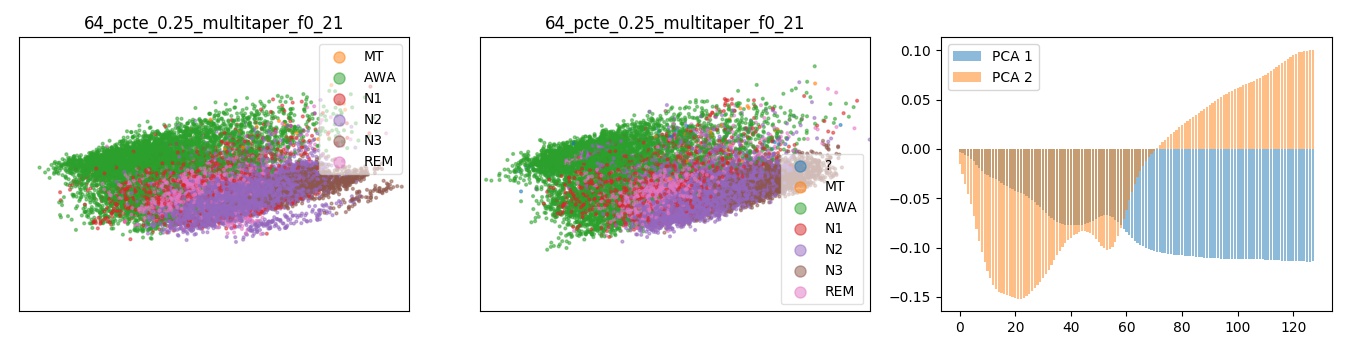 64_pcte_0.25_multitaper_f0_21
MT
AWA
N1
N2
N3
REM
64_pcte_0.25_multitaper_f0_21
?
MT
AWA
N1
N2
N3
REM
PCA 1
PCA 2
0.10
0.05
0.00
−0.05
−0.10
−0.15
0 20 40 60 80 100 120